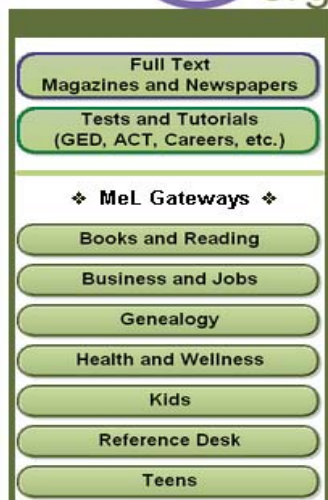 Full Text
Magazines and Newspapers
Tests and Tutorials
(GED, ACT, Careers, etc.)
❖ MeL Gateways ❖
Books and Reading
Business and Jobs
Genealogy
Health and Wellness
Kids
Reference Desk
Teens